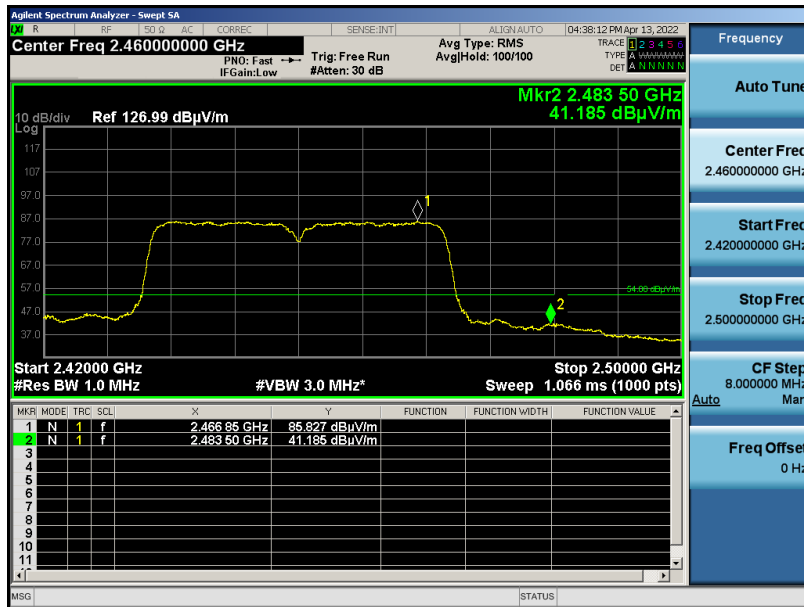 Agilent Spectrum Analyzer - Swept SA
LXI R RF 50 Ω AC CORREC SENSE:INT ALIGN AUTO 04:38:12 PM Apr 13, 2022
Center Freq 2.460000000 GHz
PNO: Fast
IFGain:Low
Trig: Free Run
#Atten: 30 dB
Avg Type: RMS
Avg|Hold: 100/100
TRACE 1 2 3 4 5 6
TYPE A WWWWW
DET A N N N N N
Mkr2 2.483 50 GHz
41.185 dBµV/m
10 dB/div Ref 126.99 dBµV/m
Log
117
107
97.0
87.0
77.0
67.0
57.0
47.0
37.0
1
54.00 dBµV/m
2
Start 2.42000 GHz Stop 2.50000 GHz
#Res BW 1.0 MHz #VBW 3.0 MHz* Sweep 1.066 ms (1000 pts)
MKR MODE TRC SCL X Y FUNCTION FUNCTION WIDTH FUNCTION VALUE
1 N 1 f 2.466 85 GHz 85.827 dBµV/m
2 N 1 f 2.483 50 GHz 41.185 dBµV/m
3
4
5
6
7
8
9
10
11
MSG STATUS
Frequency
Auto Tune
Center Freq
2.460000000 GHz
Start Freq
2.420000000 GHz
Stop Freq
2.500000000 GHz
CF Step
8.000000 MHz
Auto Man
Freq Offset
0 Hz